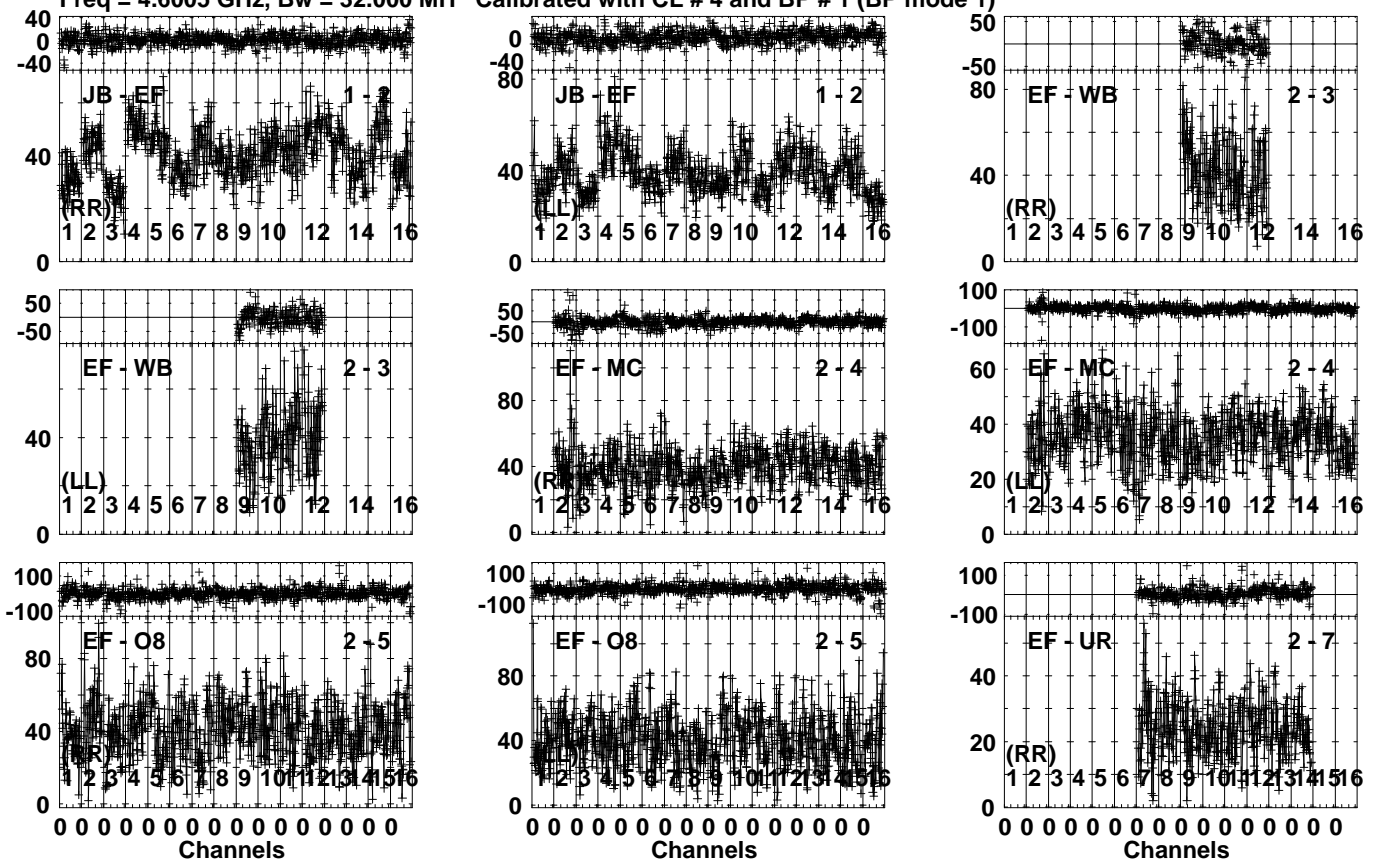 Freq = 4.6005 GHz, Bw = 32.000 MH Calibrated with CL # 4 and BP # 1 (BP mode 1)
40
0
-40
JB - EF 1 - 2
40
(RR)
1 2 3 4 5 6 7 8 9 10 12 14 16
0
0
-40
80
JB - EF 1 - 2
40
(LL)
1 2 3 4 5 6 7 8 9 10 12 14 16
0
50
-50
80
EF - WB 2 - 3
40
(RR)
1 2 3 4 5 6 7 8 9 10 12 14 16
0
50
-50
EF - WB 2 - 3
40
(LL)
1 2 3 4 5 6 7 8 9 10 12 14 16
0
50
-50
EF - MC 2 - 4
80
40
(RR)
1 2 3 4 5 6 7 8 9 10 12 14 16
0
100
-100
60
EF - MC 2 - 4
40
20
(LL)
1 2 3 4 5 6 7 8 9 10 12 14 16
0
100
-100
EF - O8 2 - 5
80
40
(RR)
1 2 3 4 5 6 7 8 9 10 11 12 13 14 15 16
0
0 0 0 0 0 0 0 0 0 0 0 0 0 0 0 0
Channels
100
-100
EF - O8 2 - 5
80
40
(LL)
1 2 3 4 5 6 7 8 9 10 11 12 13 14 15 16
0
0 0 0 0 0 0 0 0 0 0 0 0 0 0 0 0
Channels
100
-100
EF - UR 2 - 7
40
20
(RR)
1 2 3 4 5 6 7 8 9 10 11 12 13 14 15 16
0
0 0 0 0 0 0 0 0 0 0 0 0 0 0 0 0
Channels